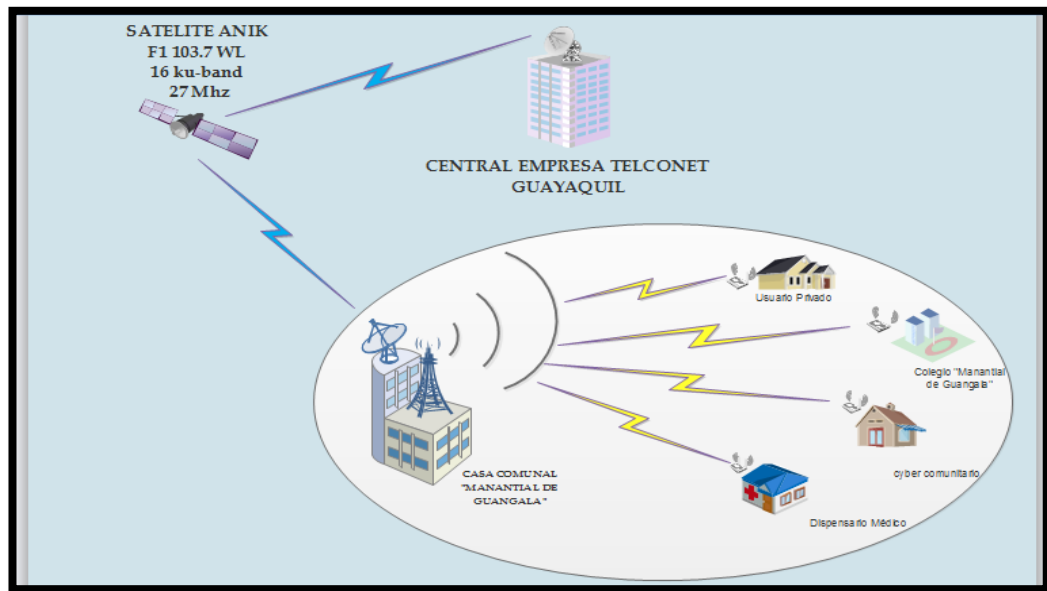 SATELITE ANIK
F1 103.7 WL
16 ku-band
27 Mhz
CENTRAL EMPRESA TELCONET
GUAYAQUIL
Usuario Privado
Colegio "Manantial
de Guangala"
cyber comunitario
CASA COMUNAL
"MANANTIAL DE
GUANGALA"
Dispensario Médico